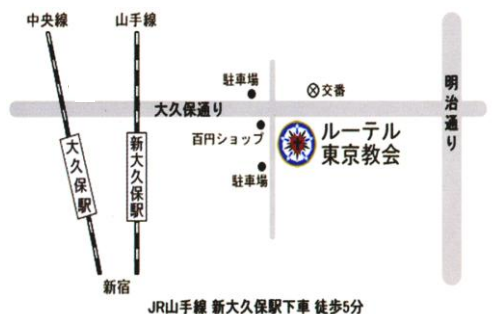 中央線
山手線
駐車場
交番
明治通り
大久保通り
百円ショップ
ルーテル
東京教会
大久保駅
新大久保駅
駐車場
新宿
JR山手線 新大久保駅下車 徒歩5分